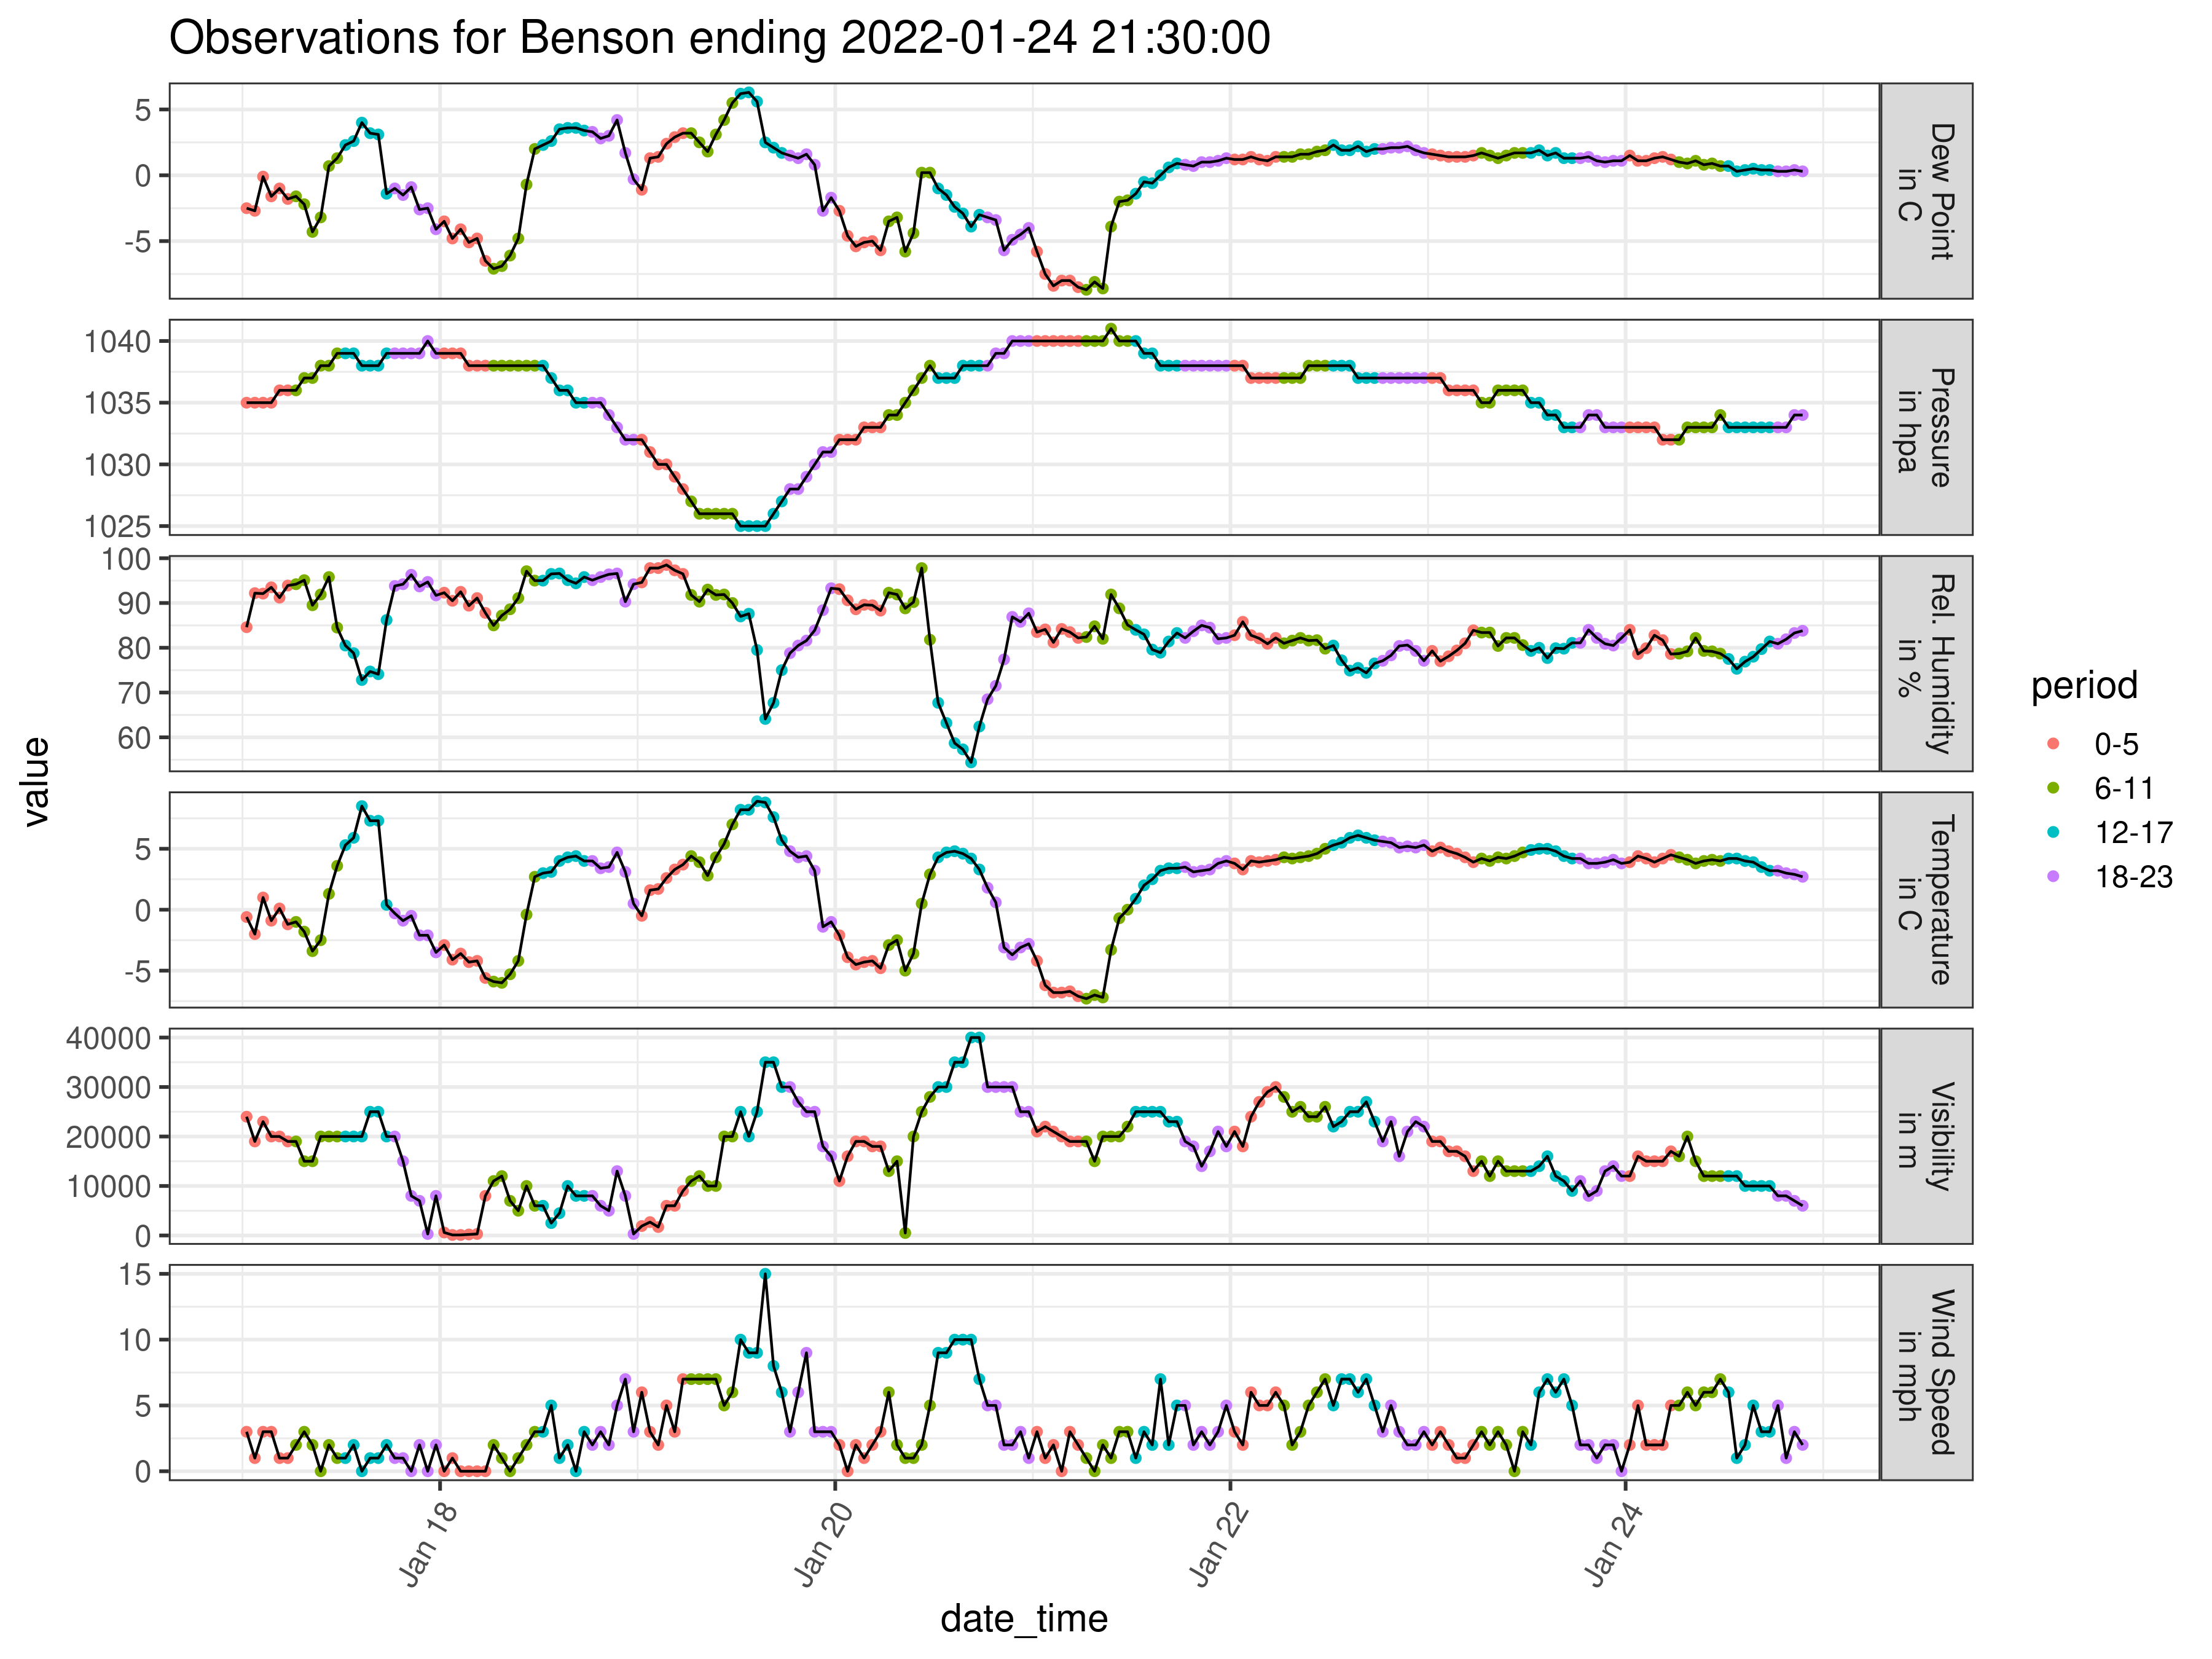 Observations for Benson ending 2022-01-24 21:30:00
value
5
0
-5
Dew Point
in C
1040
1035
1030
1025
Pressure
in hpa
100
90
80
70
60
Rel. Humidity
in %
5
0
-5
Temperature
in C
40000
30000
20000
10000
0
Visibility
in m
15
10
5
0
Wind Speed
in mph
Jan 18
Jan 20
Jan 22
Jan 24
date_time
period
0-5
6-11
12-17
18-23